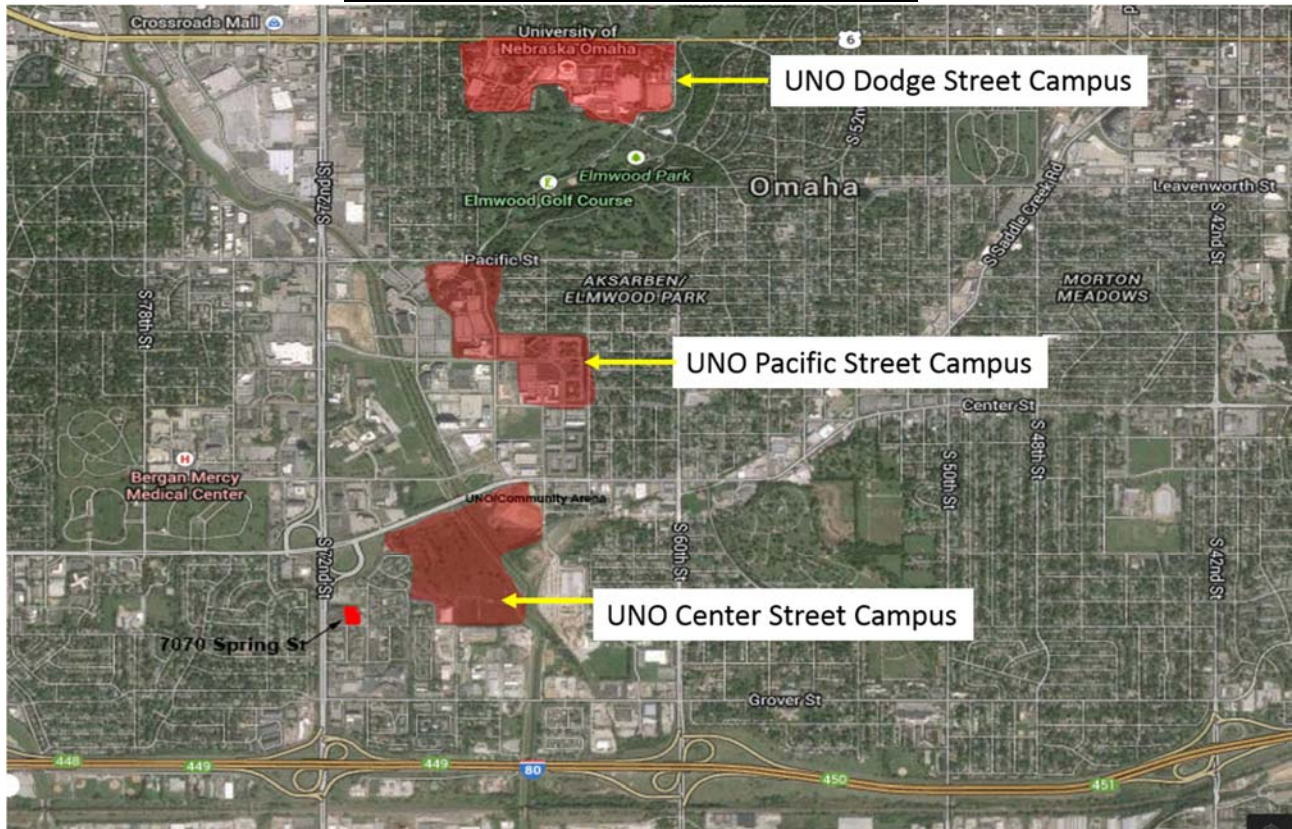 Crossroads Mall
University of
Nebraska Omaha
6
UNO Dodge Street Campus
S 52nd
S 72nd St
Elmwood Park
Elmwood Golf Course
Omaha
Leavenworth St
S Saddle Creek Rd
S 42nd St
Pacific St
AKSARBEN/
ELMWOOD PARK
MORTON
MEADOWS
S 78th St
UNO Pacific Street Campus
Center St
S 50th St
S 48th St
H
Bergan Mercy
Medical Center
UNO/Community Arena
S 72nd St
S 60th St
S 42nd St
UNO Center Street Campus
7070 Spring St
Grover St
448
449
449
80
450
451